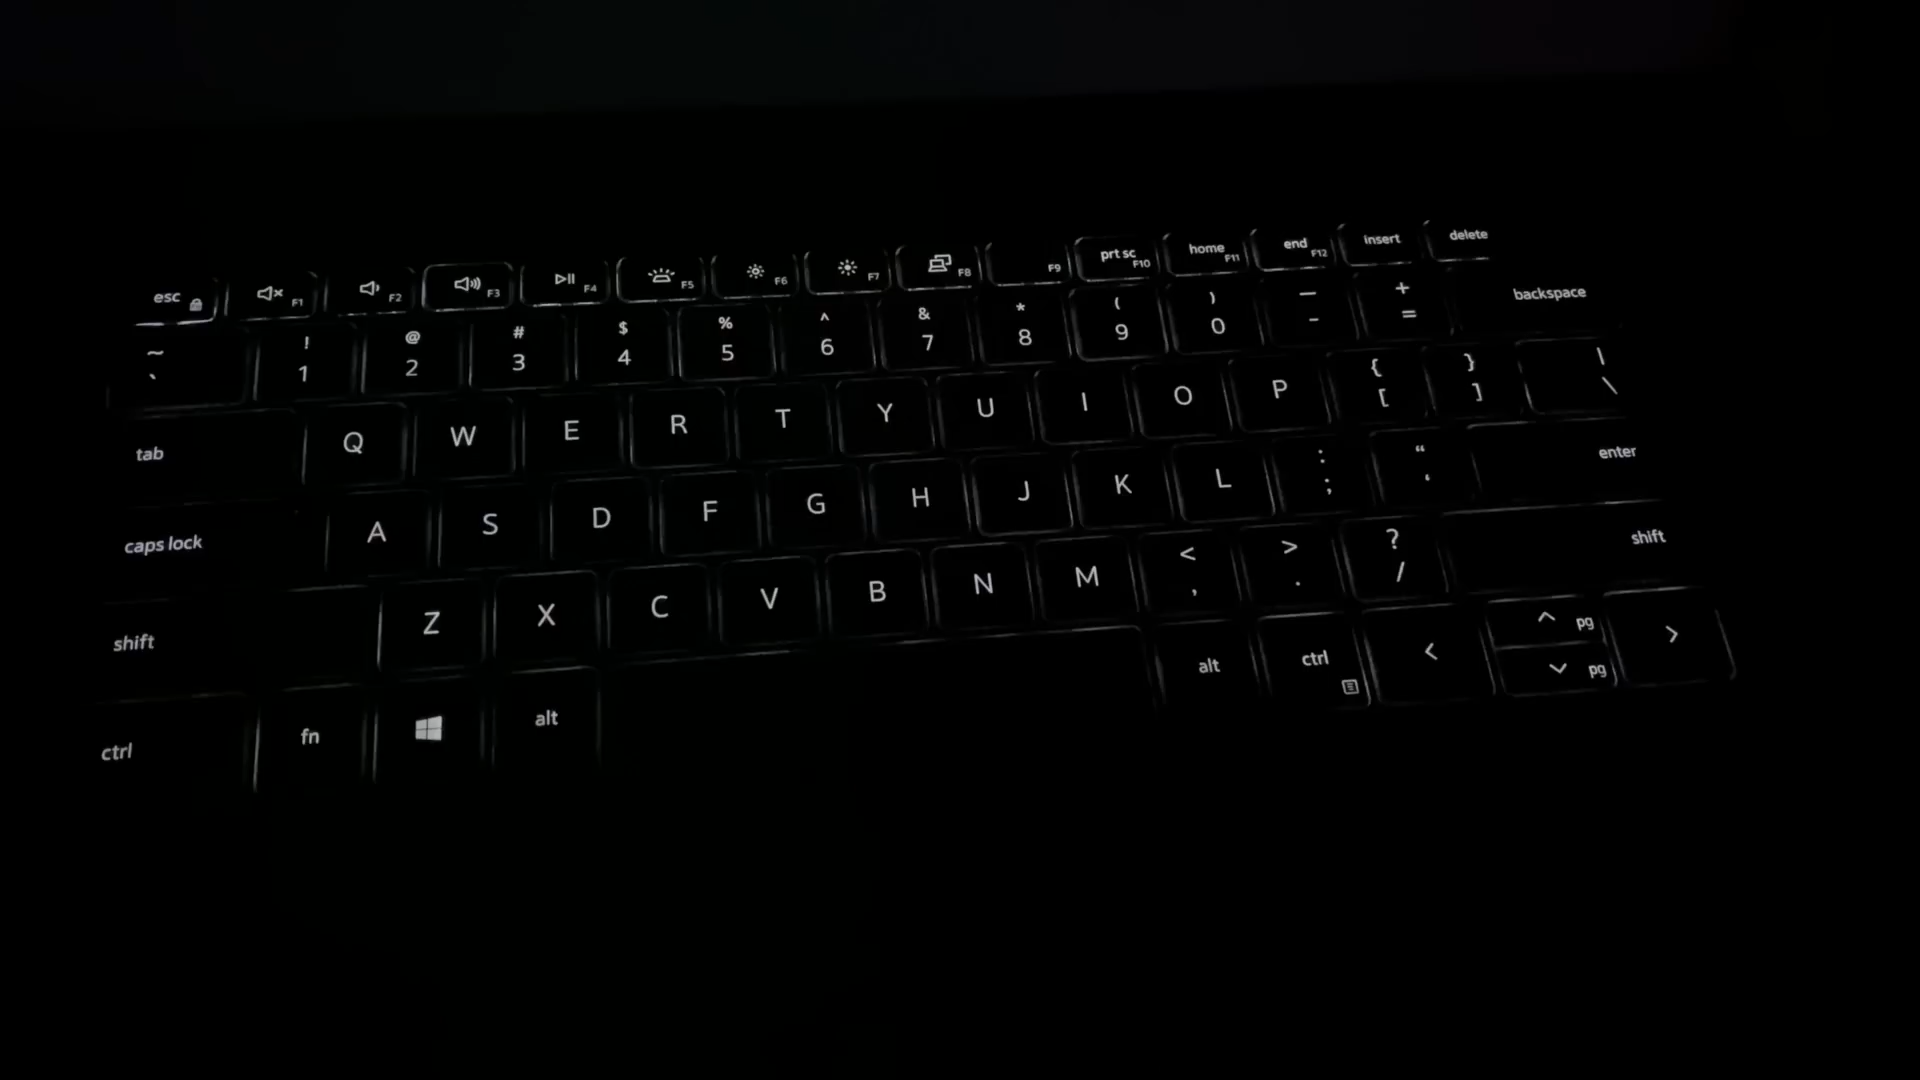 esc F1 F2 F3 F4 F5 F6 F7 F8 F9 prt sc F10 home F11 end F12 insert delete
~ ! @ # $ % ^ & * ( ) — + backspace
` 1 2 3 4 5 6 7 8 9 0 - =
tab Q W E R T Y U I O P { [ } ] | \
caps lock A S D F G H J K L : ; “ ‘ enter
shift Z X C V B N M < , > . ? / shift
ctrl fn alt alt ctrl < ^ pg ⌄ pg >